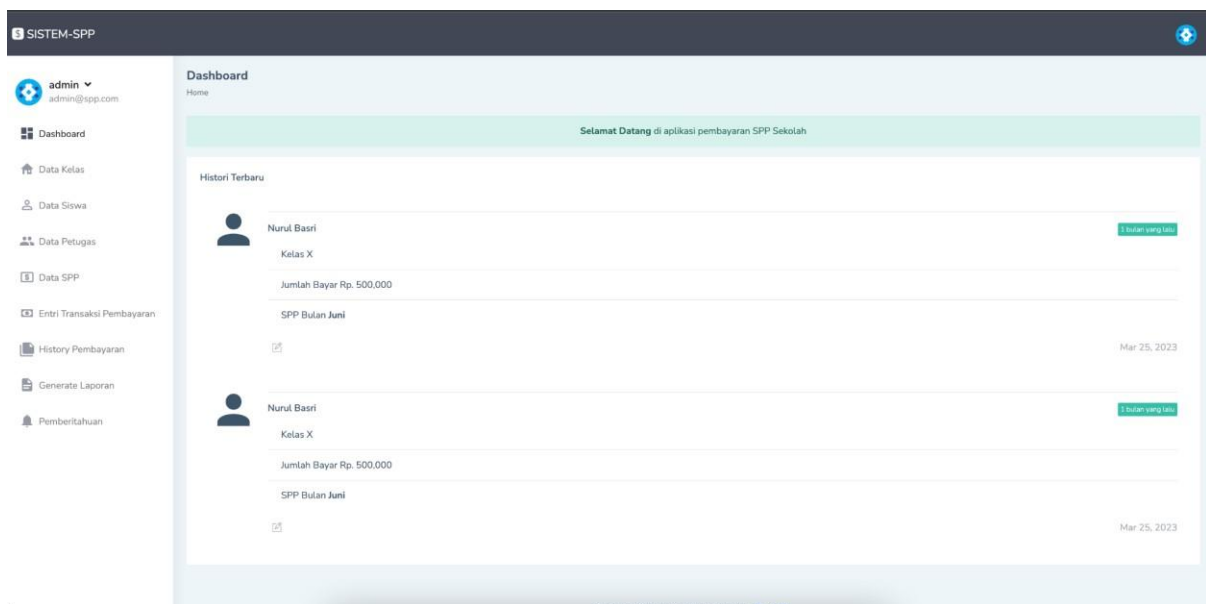 SISTEM-SPP
admin
admin@spp.com
Dashboard
Data Kelas
Data Siswa
Data Petugas
Data SPP
Entri Transaksi Pembayaran
History Pembayaran
Generate Laporan
Pemberitahuan
Dashboard
Home
Selamat Datang di aplikasi pembayaran SPP Sekolah
Histori Terbaru
Nurul Basri
1 bulan yang lalu
Kelas X
Jumlah Bayar Rp. 500,000
SPP Bulan Juni
Mar 25, 2023
Nurul Basri
1 bulan yang lalu
Kelas X
Jumlah Bayar Rp. 500,000
SPP Bulan Juni
Mar 25, 2023